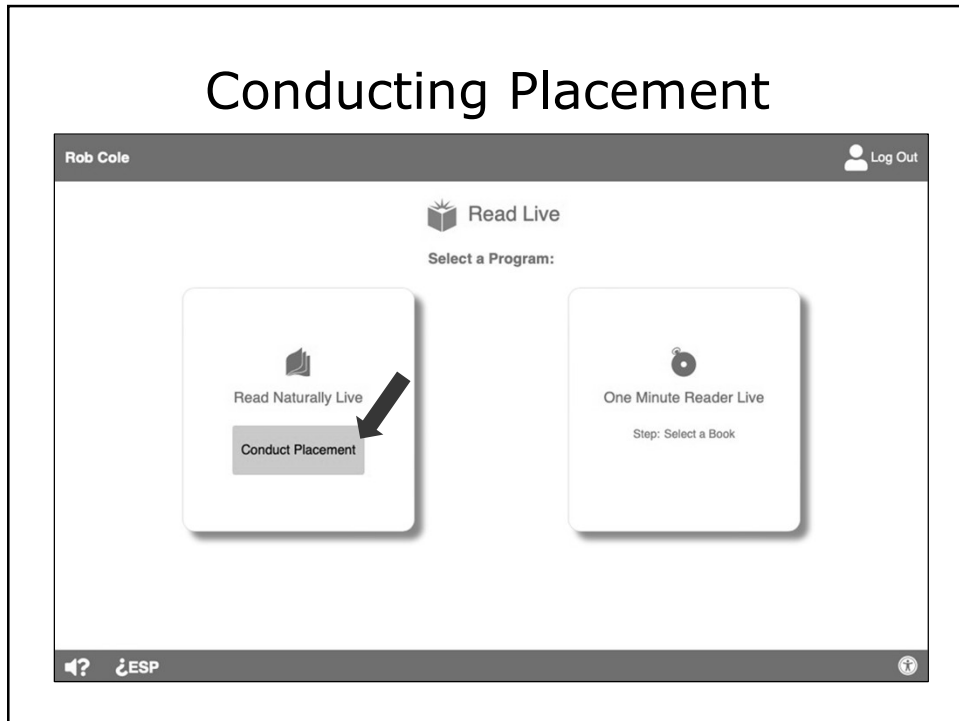 Conducting Placement
Rob Cole
Log Out
Read Live
Select a Program:
Read Naturally Live
Conduct Placement
One Minute Reader Live
Step: Select a Book
? ¿ESP